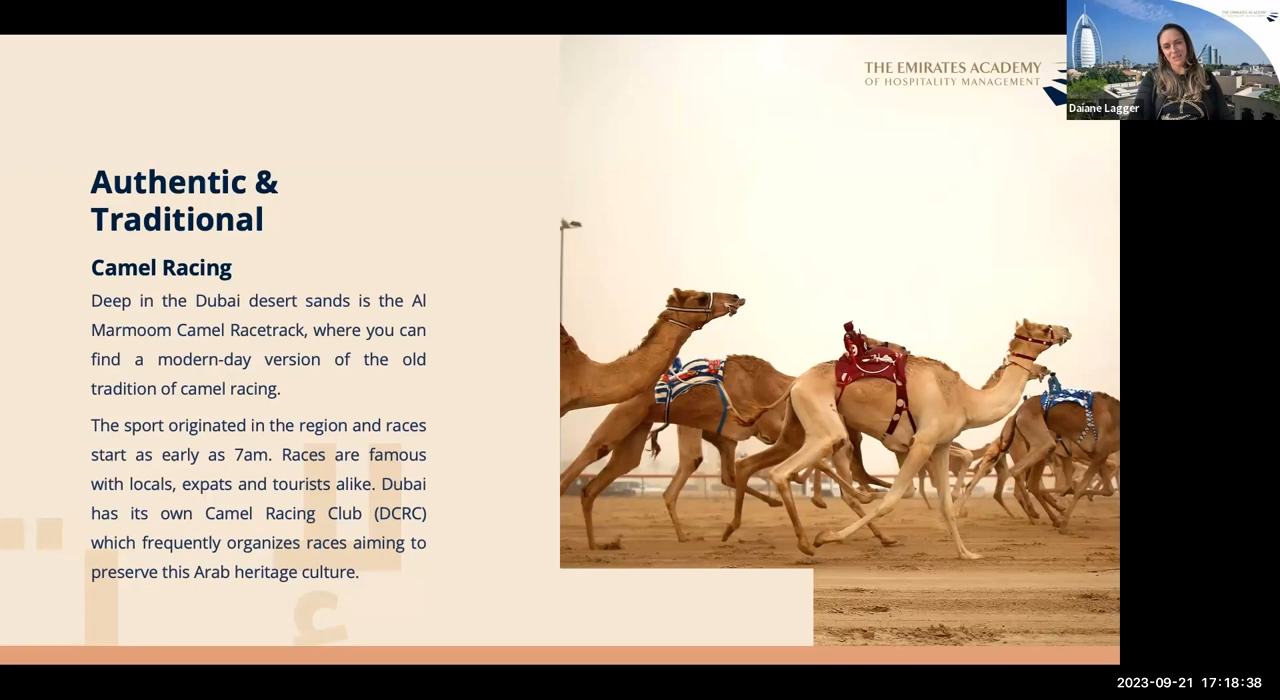 THE EMIRATES ACADEMY
OF HOSPITALITY MANAGEMENT
Daiane Lagger
Authentic &
Traditional
Camel Racing
Deep in the Dubai desert sands is the Al
Marmoom Camel Racetrack, where you can
find a modern-day version of the old
tradition of camel racing.
The sport originated in the region and races
start as early as 7am. Races are famous
with locals, expats and tourists alike. Dubai
has its own Camel Racing Club (DCRC)
which frequently organizes races aiming to
preserve this Arab heritage culture.
2023-09-21 17:18:38